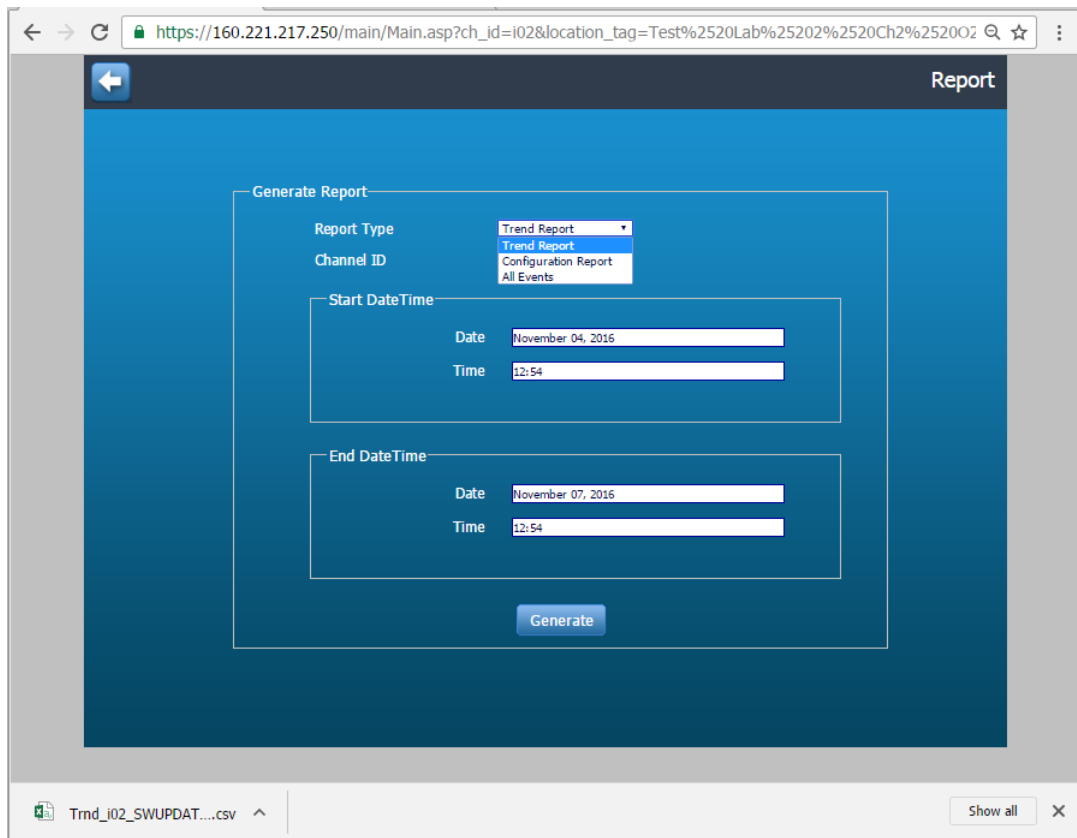 https://160.221.217.250/main/Main.asp?ch_id=i02&location_tag=Test%2520Lab%25202%2520Ch2%2520O2
Report
Generate Report
Report Type
Trend Report
Trend Report
Configuration Report
All Events
Channel ID
Start DateTime
Date
November 04, 2016
Time
12:54
End DateTime
Date
November 07, 2016
Time
12:54
Generate
Trnd_i02_SWUPDAT....csv
Show all